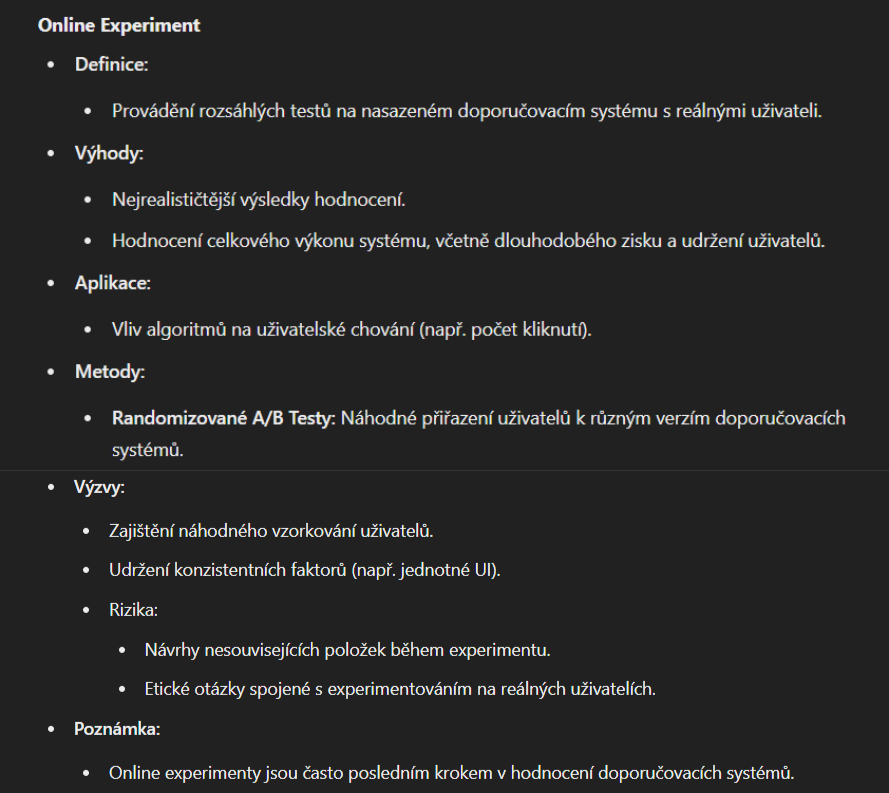 Online Experiment
• Definice:
• Provádění rozsáhlých testů na nasazeném doporučovacím systému s reálnými uživateli.
• Výhody:
• Nejrealističtější výsledky hodnocení.
• Hodnocení celkového výkonu systému, včetně dlouhodobého zisku a udržení uživatelů.
• Aplikace:
• Vliv algoritmů na uživatelské chování (např. počet kliknutí).
• Metody:
• Randomizované A/B Testy: Náhodné přiřazení uživatelů k různým verzím doporučovacích
systémů.
• Výzvy:
• Zajištění náhodného vzorkování uživatelů.
• Udržení konzistentních faktorů (např. jednotné UI).
• Rizika:
• Návrhy nesouvisejících položek během experimentu.
• Etické otázky spojené s experimentováním na reálných uživatelích.
• Poznámka:
• Online experimenty jsou často posledním krokem v hodnocení doporučovacích systémů.